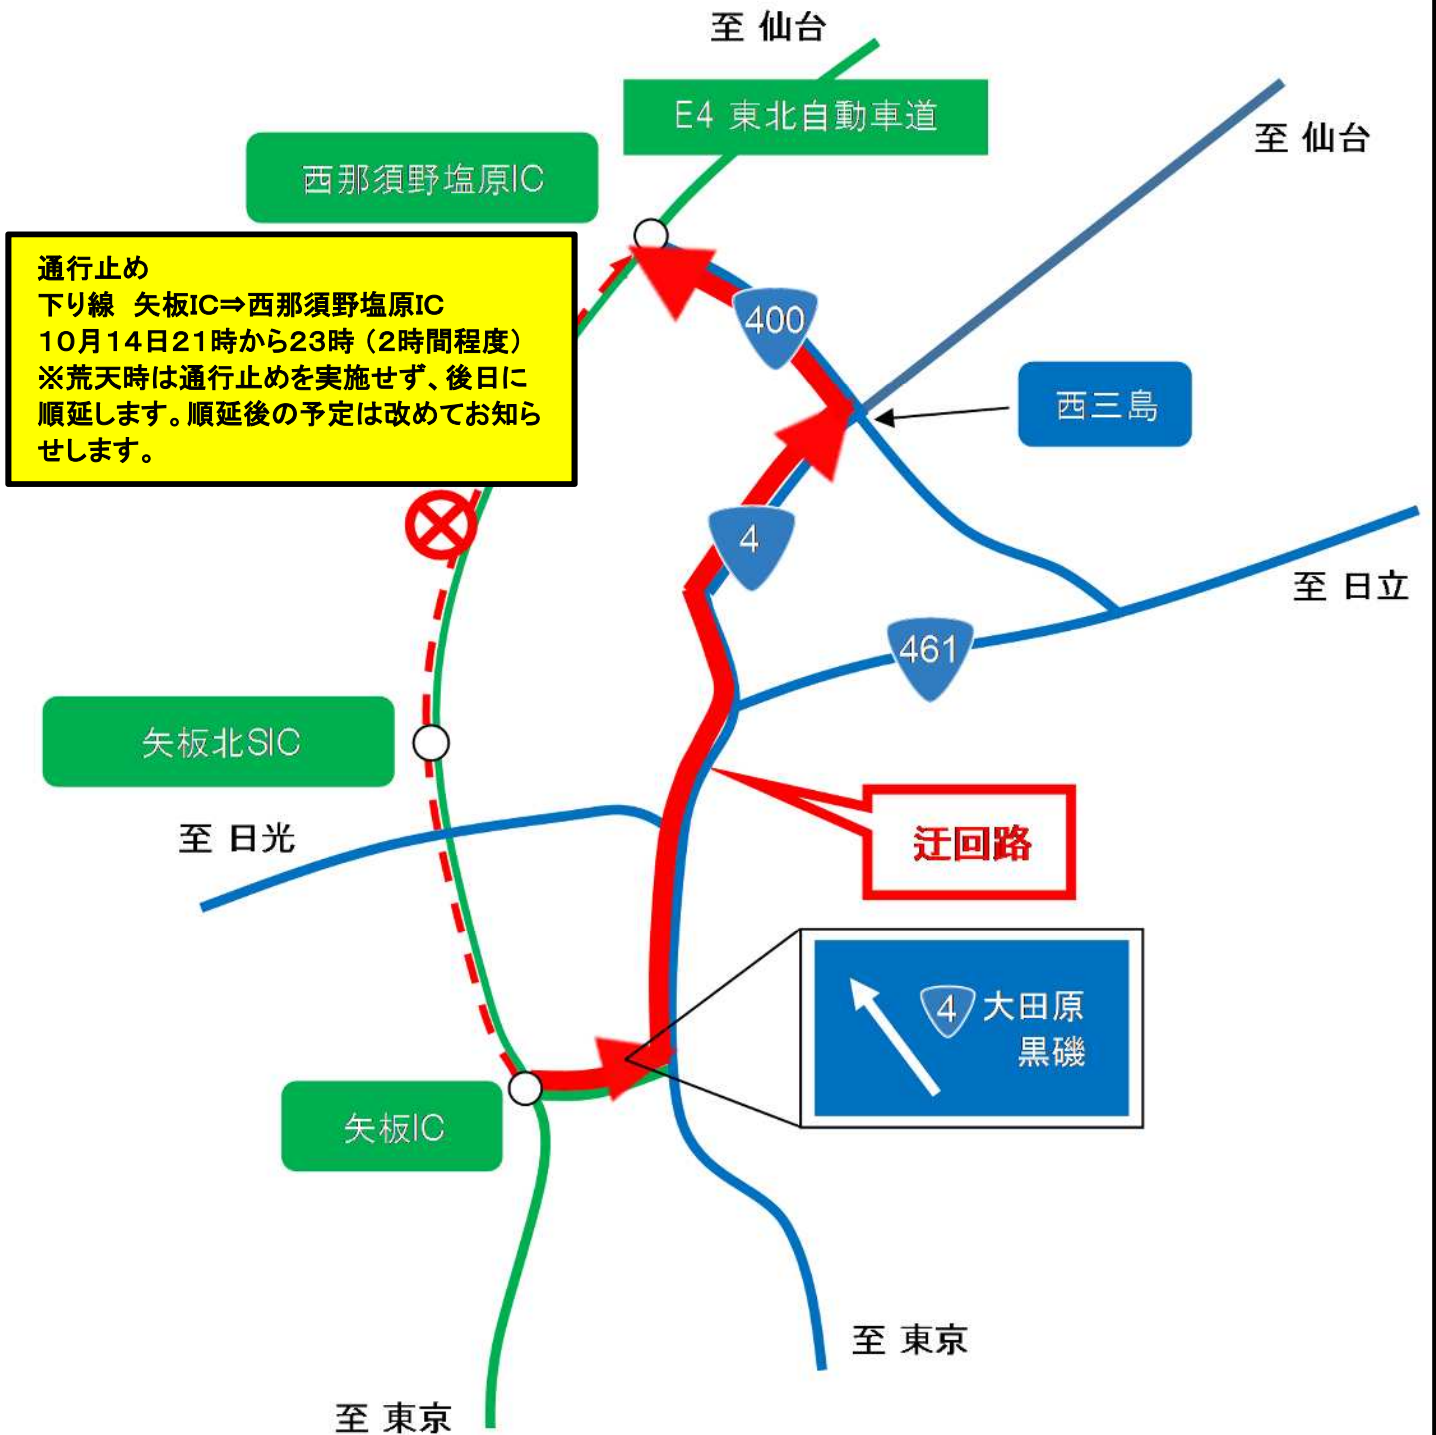 至 仙台
E4 東北自動車道
至 仙台
西那須野塩原IC
通行止め
下り線 矢板IC⇒西那須野塩原IC
10月14日21時から23時（2時間程度）
※荒天時は通行止めを実施せず、後日に
順延します。順延後の予定は改めてお知ら
せします。
400
西三島
4
至 日立
461
矢板北SIC
至 日光
迂回路
4 大田原
黒磯
矢板IC
至 東京
至 東京